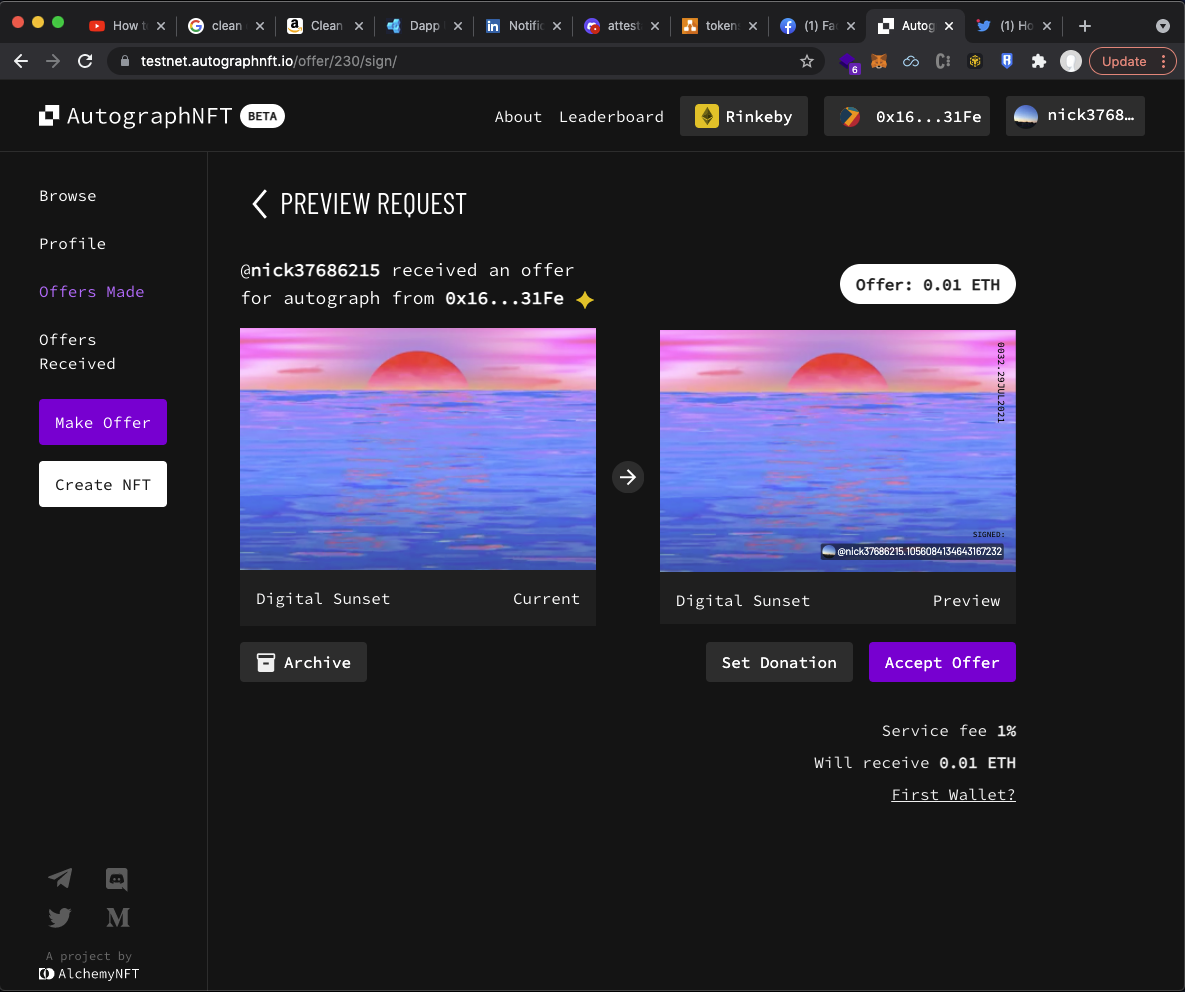 How t
clean
Clean
Dapp
Notific
attest
token
(1) Fac
Autog
(1) Ho
testnet.autographnft.io/offer/230/sign/
6
Update
AutographNFT BETA
About
Leaderboard
Rinkeby
0x16...31Fe
nick3768…
Browse
Profile
Offers Made
Offers
Received
Make Offer
Create NFT
PREVIEW REQUEST
@nick37686215 received an offer
for autograph from 0x16...31Fe
Offer: 0.01 ETH
0032.29JUL2021
SIGNED:
@nick37686215.1056084134643167232
Digital Sunset
Current
Digital Sunset
Preview
Archive
Set Donation
Accept Offer
Service fee 1%
Will receive 0.01 ETH
First Wallet?
A project by
AlchemyNFT